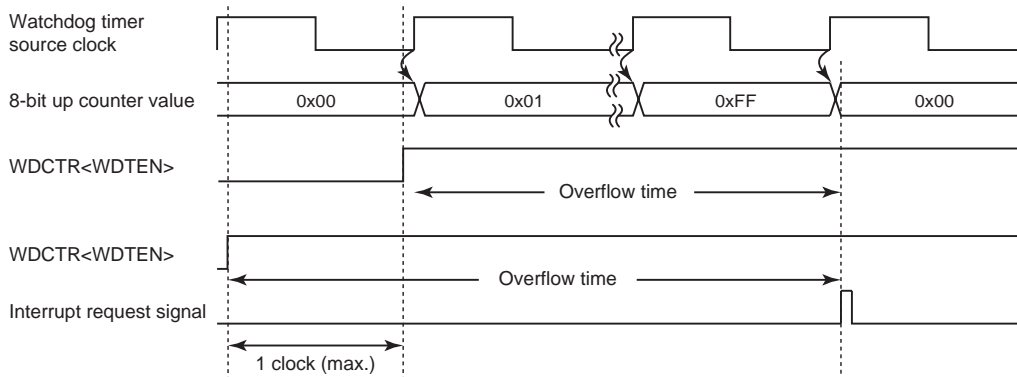 Watchdog timer
source clock
8-bit up counter value
0x00
0x01
0xFF
0x00
WDCTR<WDTEN>
Overflow time
WDCTR<WDTEN>
Overflow time
Interrupt request signal
1 clock (max.)